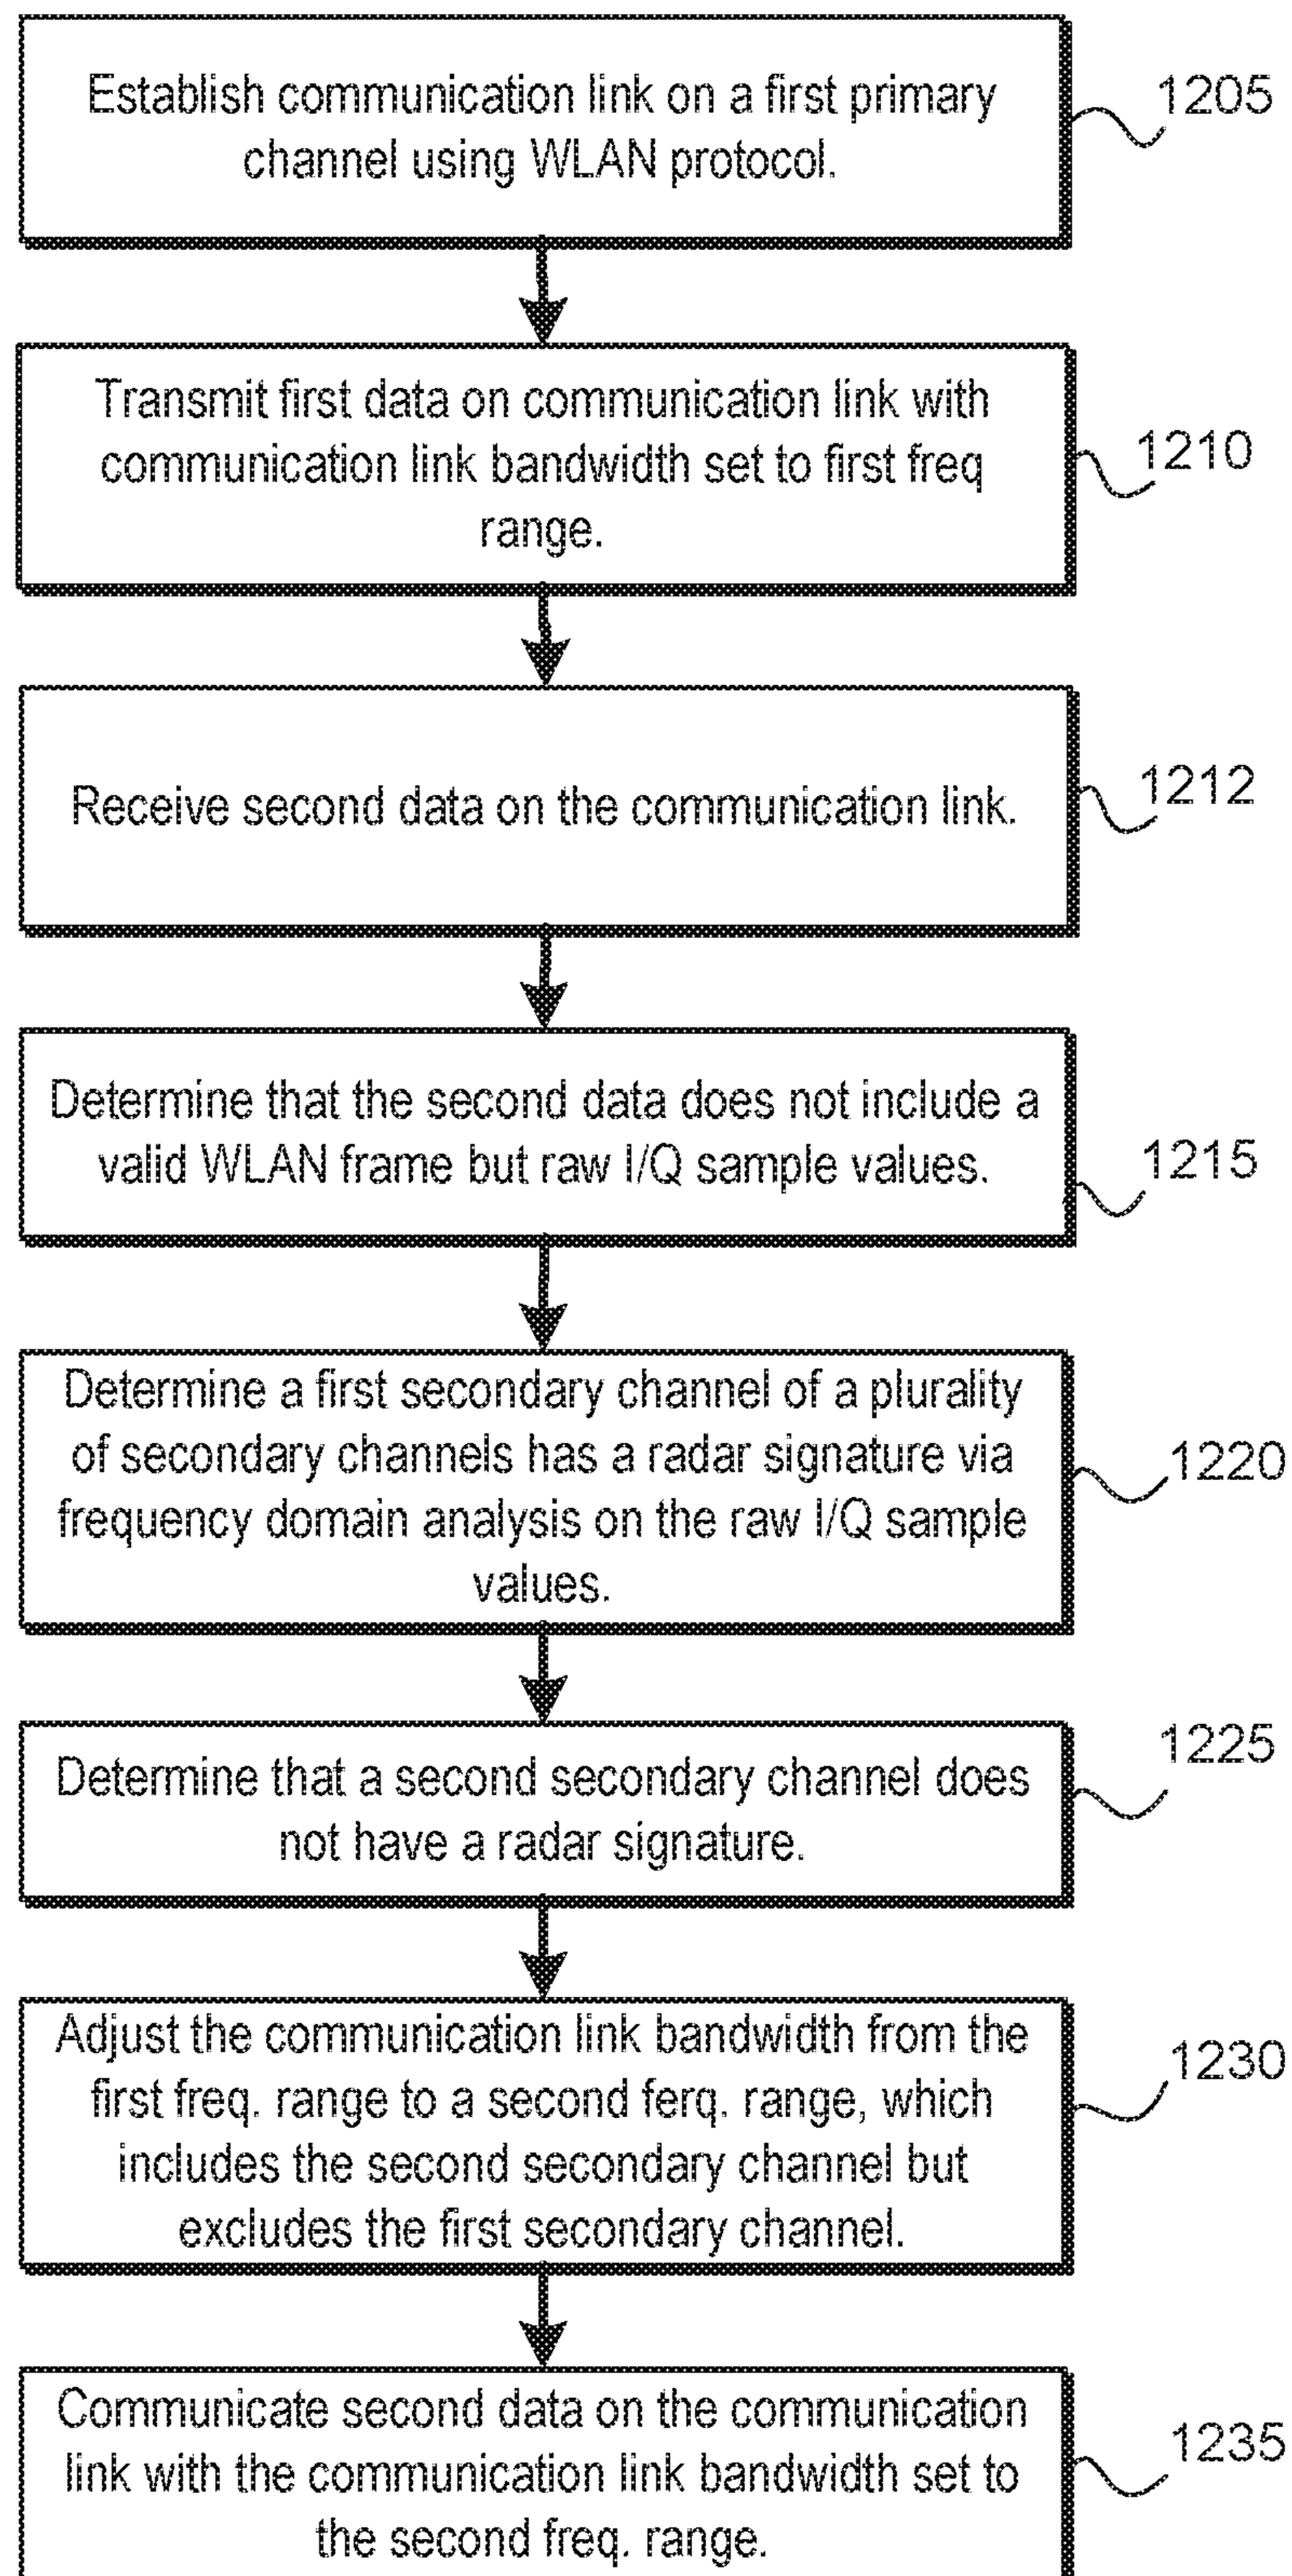 Establish communication link on a first primary
channel using WLAN protocol.
1205
Transmit first data on communication link with
communication link bandwidth set to first freq
range.
1210
Receive second data on the communication link.
1212
Determine that the second data does not include a
valid WLAN frame but raw I/Q sample values.
1215
Determine a first secondary channel of a plurality
of secondary channels has a radar signature via
frequency domain analysis on the raw I/Q sample
values.
1220
Determine that a second secondary channel does
not have a radar signature.
1225
Adjust the communication link bandwidth from the
first freq. range to a second ferq. range, which
includes the second secondary channel but
excludes the first secondary channel.
1230
Communicate second data on the communication
link with the communication link bandwidth set to
the second freq. range.
1235